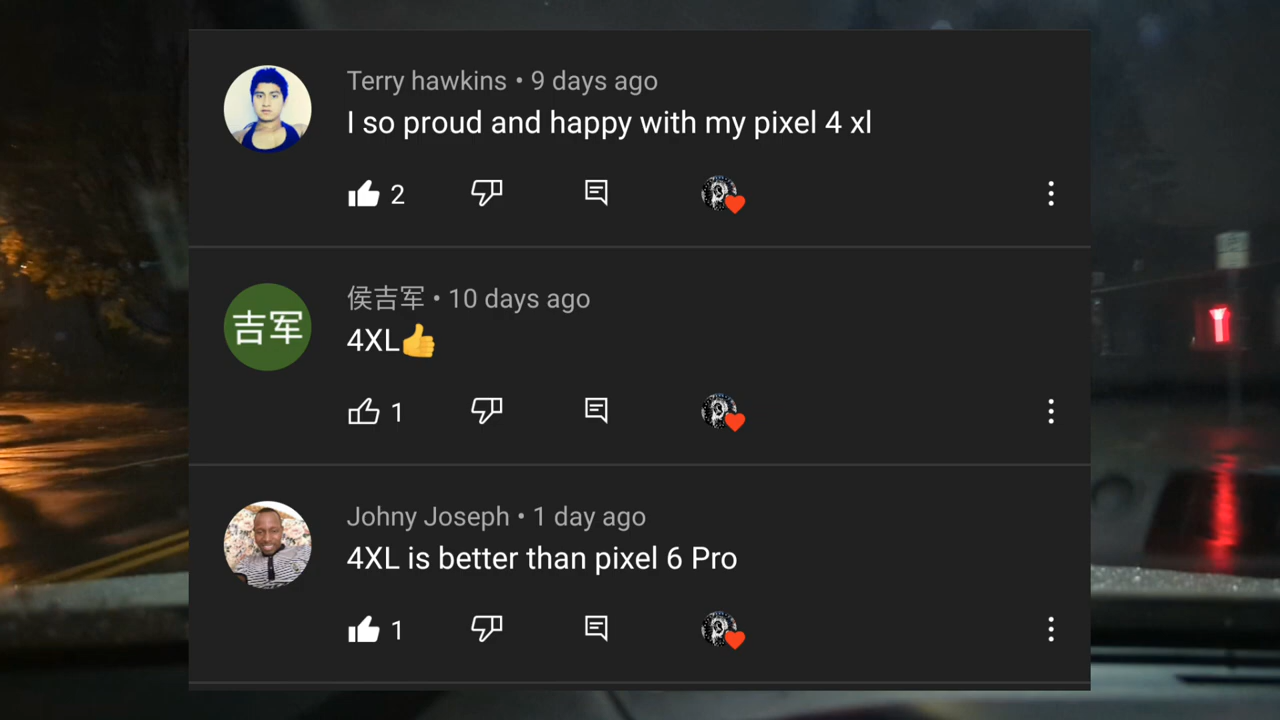 Terry hawkins • 9 days ago
I so proud and happy with my pixel 4 xl
2
吉军
侯吉军 • 10 days ago
4XL👍
1
Johny Joseph • 1 day ago
4XL is better than pixel 6 Pro
1